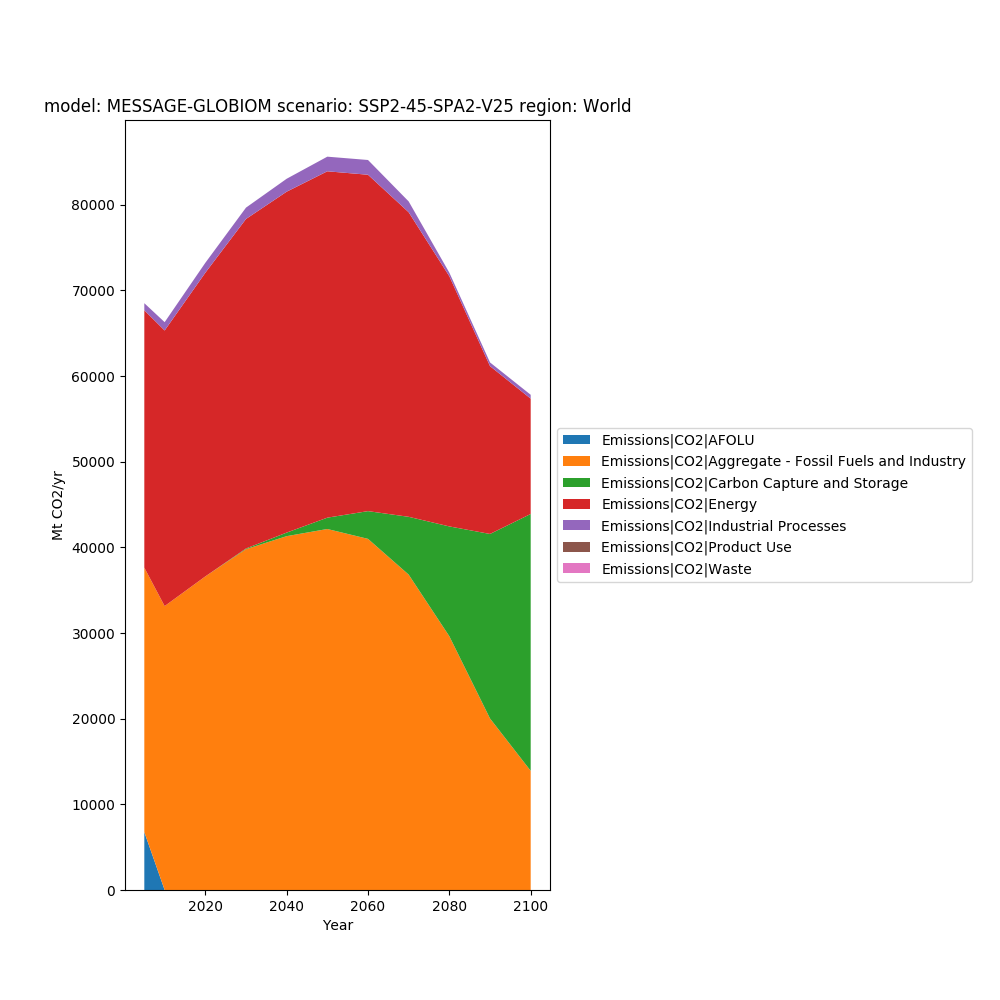 model: MESSAGE-GLOBIOM scenario: SSP2-45-SPA2-V25 region: World
80000
70000
60000
50000
40000
30000
20000
10000
0
Mt CO2/yr
2020 2040 2060 2080 2100
Year
Emissions|CO2|AFOLU
Emissions|CO2|Aggregate - Fossil Fuels and Industry
Emissions|CO2|Carbon Capture and Storage
Emissions|CO2|Energy
Emissions|CO2|Industrial Processes
Emissions|CO2|Product Use
Emissions|CO2|Waste